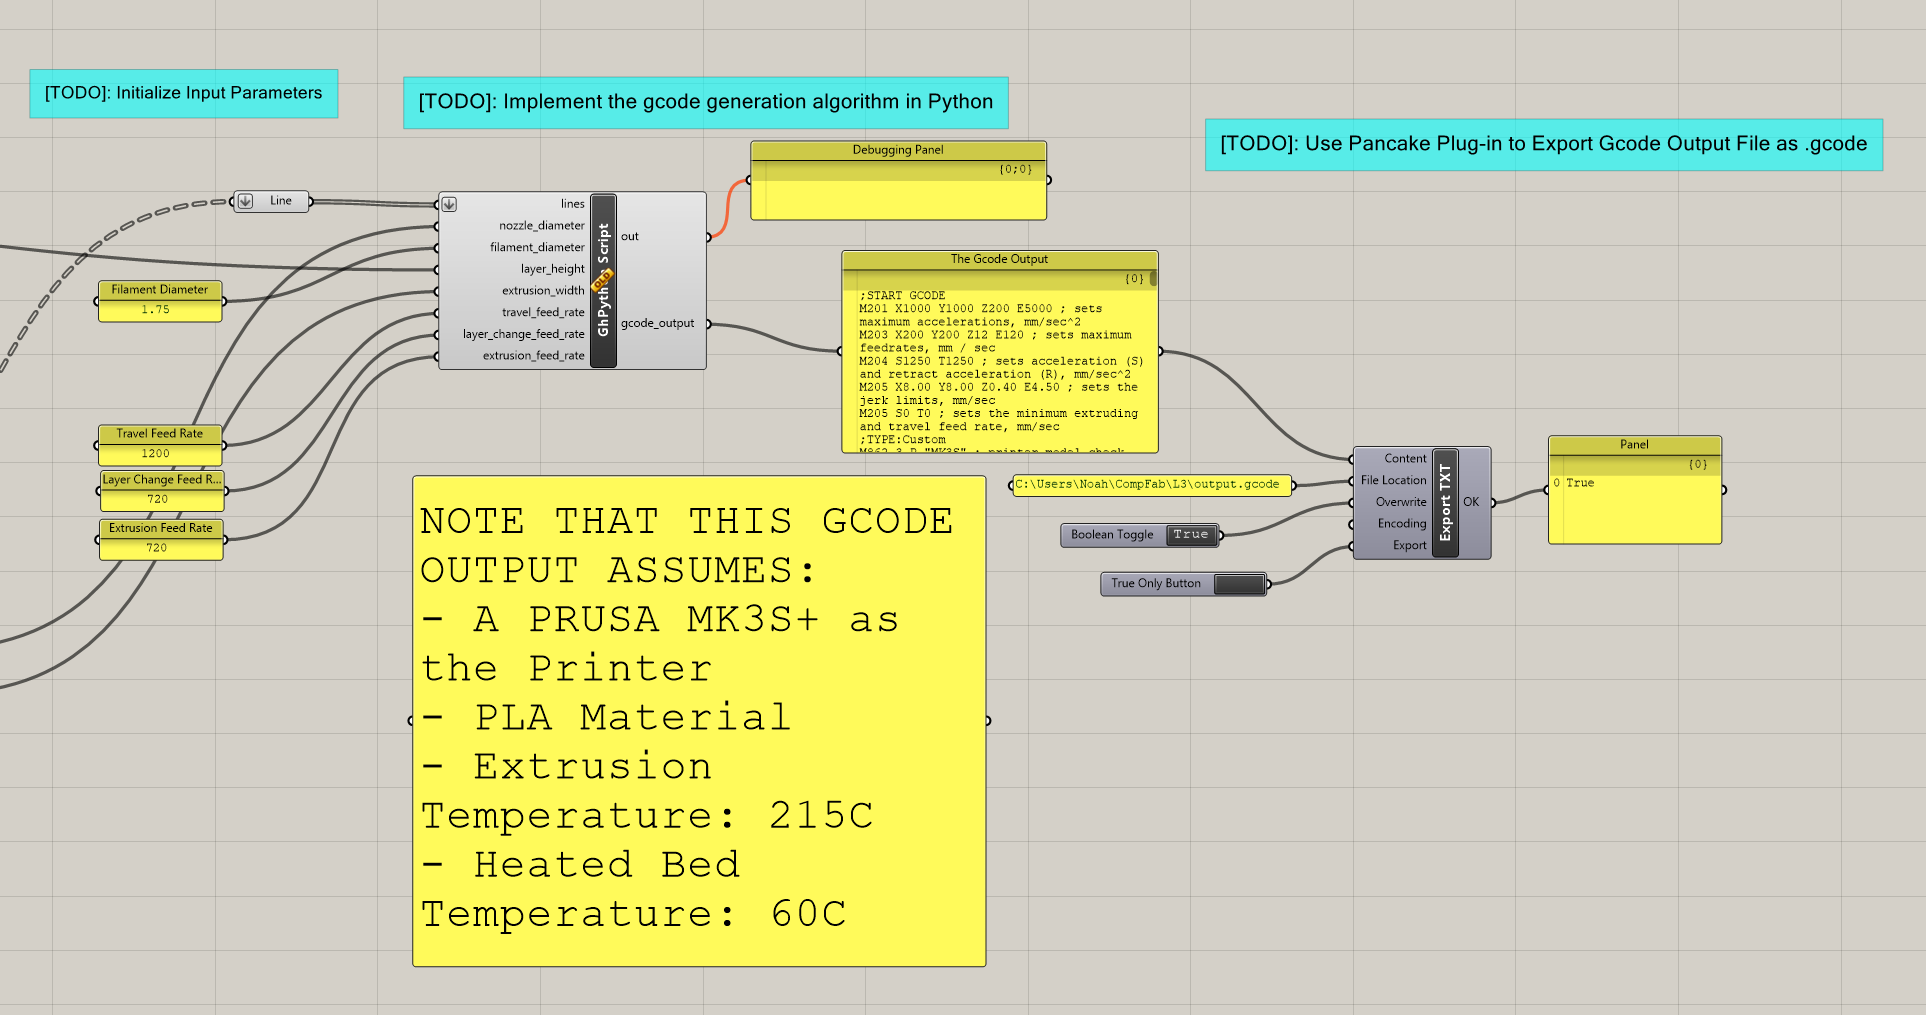 [TODO]: Initialize Input Parameters
[TODO]: Implement the gcode generation algorithm in Python
[TODO]: Use Pancake Plug-in to Export Gcode Output File as .gcode
Line
lines
nozzle_diameter
filament_diameter
layer_height
extrusion_width
travel_feed_rate
layer_change_feed_rate
extrusion_feed_rate
GhPython Script
OLD
out
gcode_output
Debugging Panel
{0;0}
Filament Diameter
1.75
Travel Feed Rate
1200
Layer Change Feed R...
720
Extrusion Feed Rate
720
The Gcode Output
{0}
;START GCODE
M201 X1000 Y1000 Z200 E5000 ; sets
maximum accelerations, mm/sec^2
M203 X200 Y200 Z12 E120 ; sets maximum
feedrates, mm / sec
M204 S1250 T1250 ; sets acceleration (S)
and retract acceleration (R), mm/sec^2
M205 X8.00 Y8.00 Z0.40 E4.50 ; sets the
jerk limits, mm/sec
M205 S0 T0 ; sets the minimum extruding
and travel feed rate, mm/sec
;TYPE:Custom
M862.3 P "MK3S" ; printer model check
NOTE THAT THIS GCODE
OUTPUT ASSUMES:
- A PRUSA MK3S+ as
the Printer
- PLA Material
- Extrusion
Temperature: 215C
- Heated Bed
Temperature: 60C
C:\Users\Noah\CompFab\L3\output.gcode
Boolean Toggle True
True Only Button
Content
File Location
Overwrite
Encoding
Export
Export TXT
OK
Panel
{0}
0 True